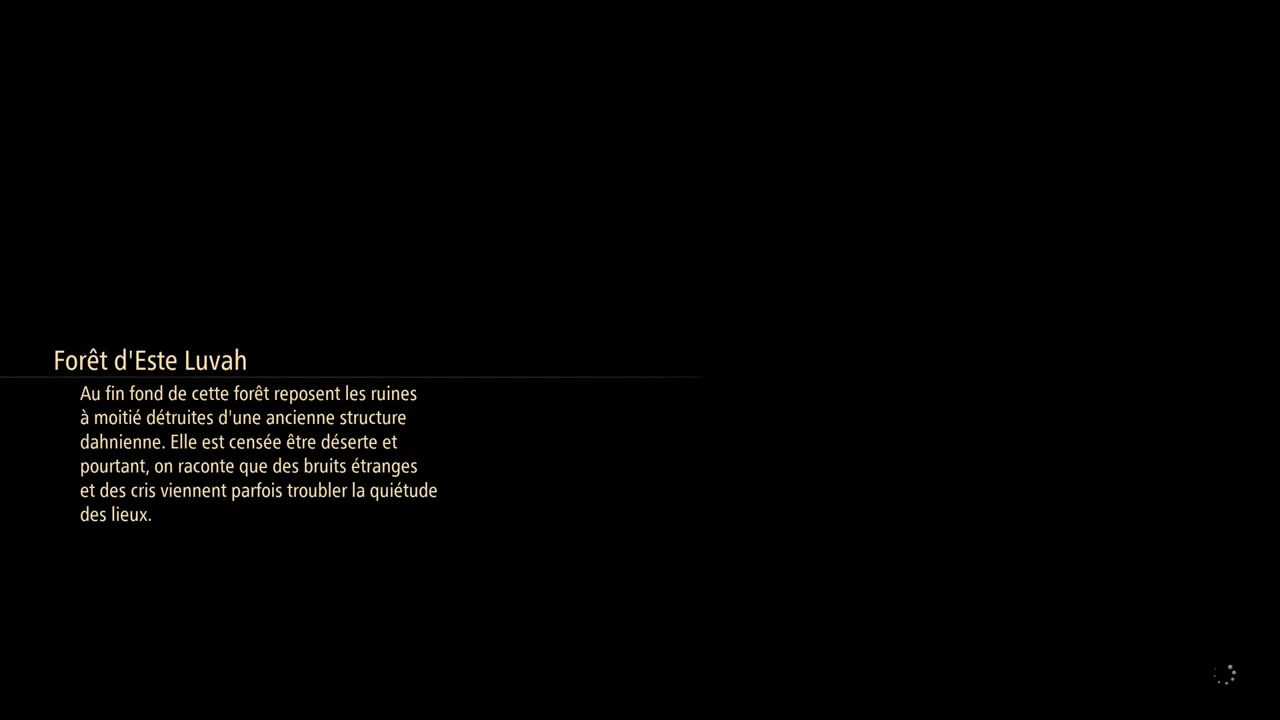 Forêt d'Este Luvah
Au fin fond de cette forêt reposent les ruines
à moitié détruites d'une ancienne structure
dahnienne. Elle est censée être déserte et
pourtant, on raconte que des bruits étranges
et des cris viennent parfois troubler la quiétude
des lieux.